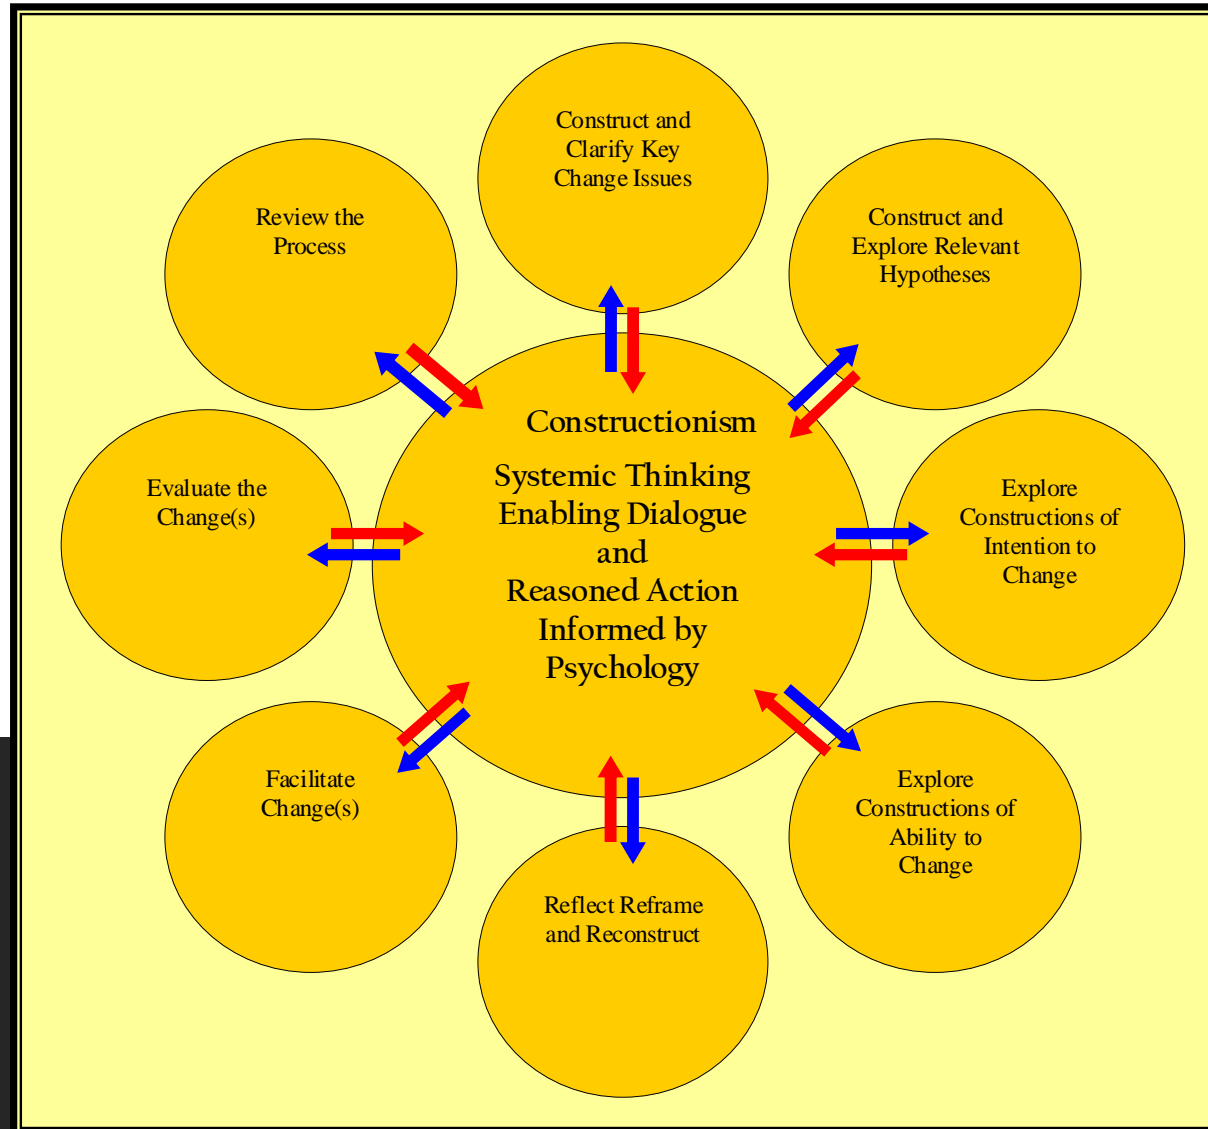 Construct and
Clarify Key
Change Issues
Construct and
Explore Relevant
Hypotheses
Explore
Constructions of
Intention to
Change
Explore
Constructions of
Ability to
Change
Reflect Reframe
and Reconstruct
Facilitate
Change(s)
Evaluate the
Change(s)
Review the
Process
Constructionism
Systemic Thinking
Enabling Dialogue
and
Reasoned Action
Informed by
Psychology